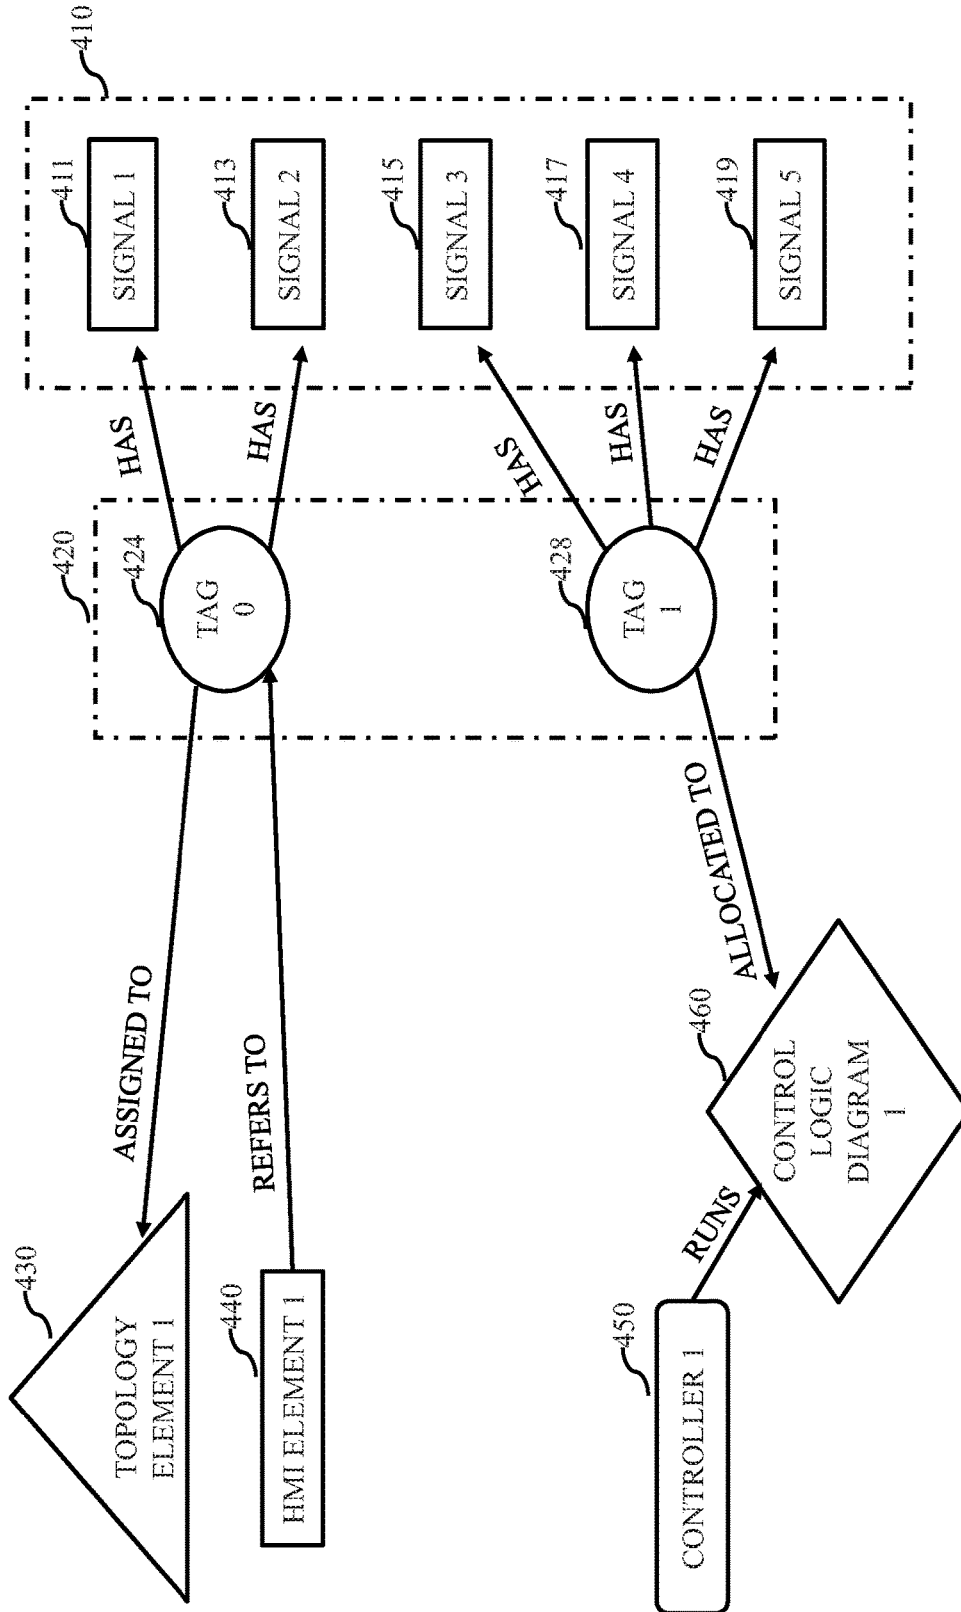 410
411
SIGNAL 1
413
SIGNAL 2
415
SIGNAL 3
417
SIGNAL 4
419
SIGNAL 5
HAS
HAS
HAS
HAS
HAS
420
424
TAG
0
428
TAG
1
ASSIGNED TO
REFERS TO
ALLOCATED TO
430
TOPOLOGY
ELEMENT 1
440
HMI ELEMENT 1
460
CONTROL
LOGIC
DIAGRAM
1
RUNS
450
CONTROLLER 1